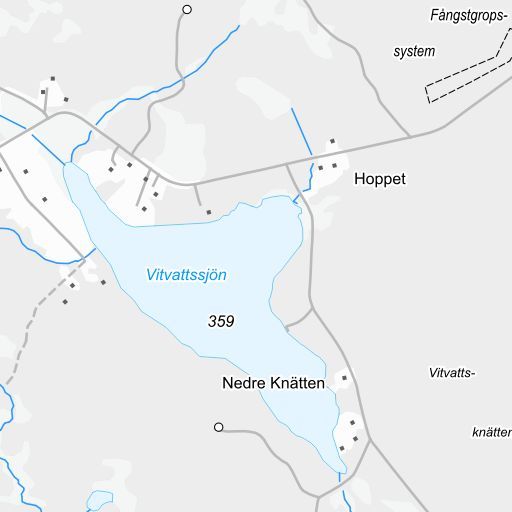 Fångstgrops-
system
Hoppet
Vitvattssjön
359
Nedre Knätten
Vitvatts-
knätten